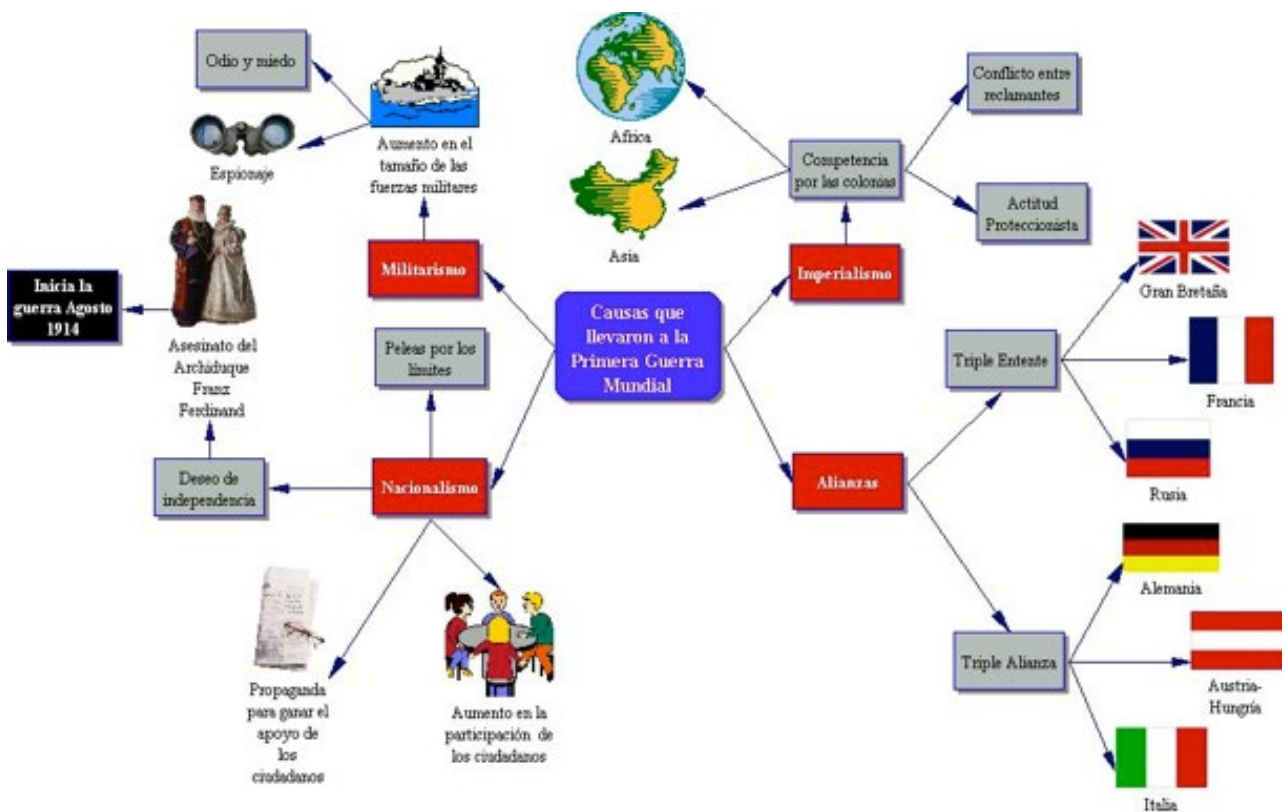 Odio y miedo
Espionaje
Aumento en el
tamaño de las
fuerzas militares
Africa
Asia
Competencia
por las colonias
Conflicto entre
reclamantes
Actitud
Proteccionista
Militarismo
Imperialismo
Inicia la
guerra Agosto
1914
Asesinato del
Archiduque
Franz
Ferdinand
Peleas por los
límites
Causas que
llevaron a la
Primera Guerra
Mundial
Triple Entente
Gran Bretaña
Francia
Rusia
Deseo de
independencia
Nacionalismo
Alianzas
Alemania
Triple Alianza
Austria-
Hungría
Italia
Propaganda
para ganar el
apoyo de
los
ciudadanos
Aumento en la
participación de
los ciudadanos